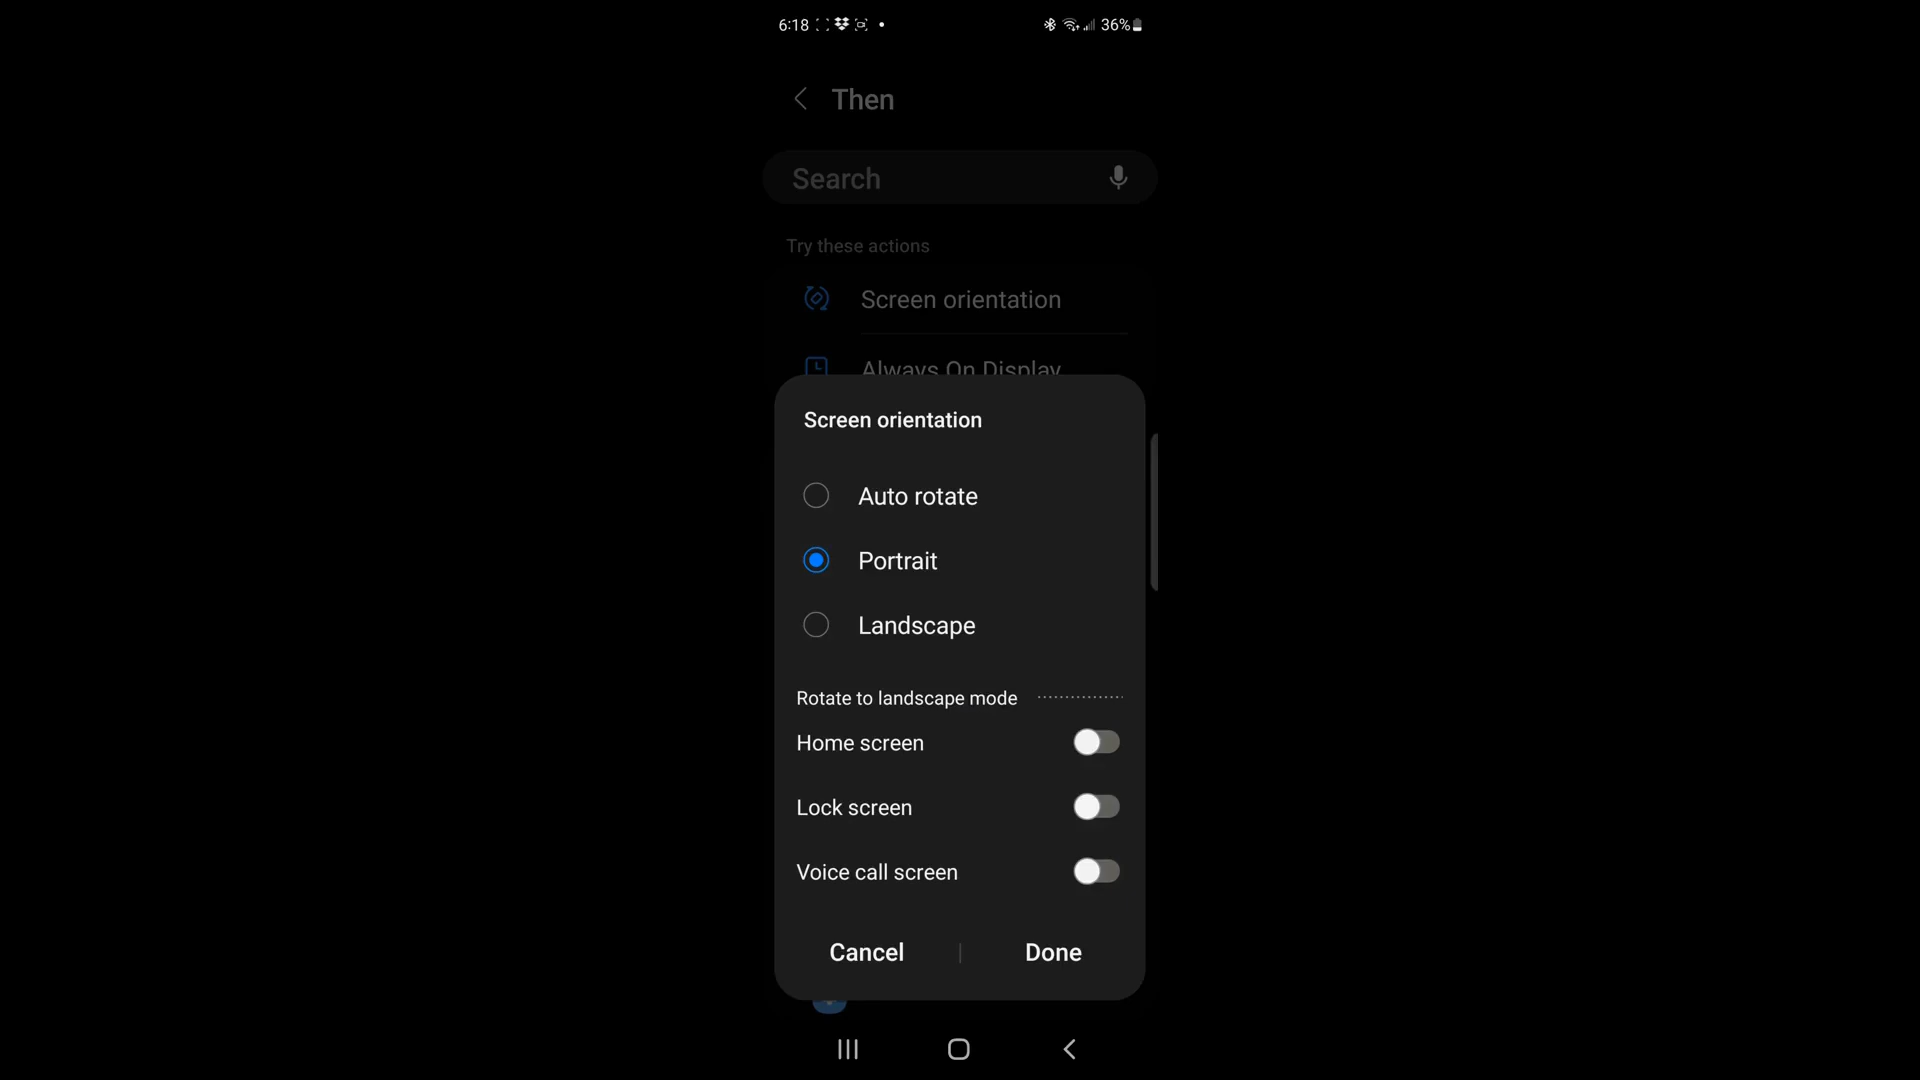 6:18
36%
Then
Search
Try these actions
Screen orientation
Always On Display
Screen orientation
Auto rotate
Portrait
Landscape
Rotate to landscape mode
Home screen
Lock screen
Voice call screen
Cancel | Done